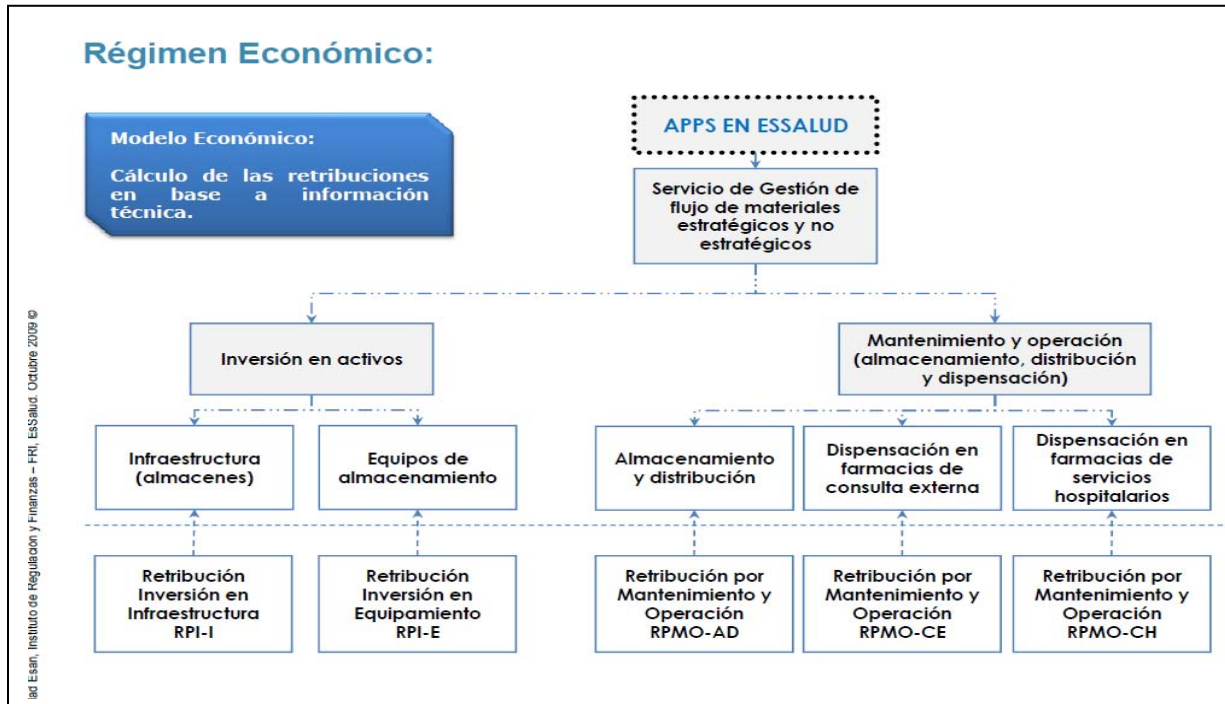 Régimen Económico:
Modelo Económico:
Cálculo de las retribuciones
en base a información
técnica.
APPS EN ESSALUD
Servicio de Gestión de
flujo de materiales
estratégicos y no
estratégicos
Inversión en activos
Mantenimiento y operación
(almacenamiento, distribución
y dispensación)
Infraestructura
(almacenes)
Equipos de
almacenamiento
Almacenamiento
y distribución
Dispensación en
farmacias de
consulta externa
Dispensación en
farmacias de
servicios
hospitalarios
Retribución
Inversión en
Infraestructura
RPI-I
Retribución
Inversión en
Equipamiento
RPI-E
Retribución por
Mantenimiento y
Operación
RPMO-AD
Retribución por
Mantenimiento y
Operación
RPMO-CE
Retribución por
Mantenimiento y
Operación
RPMO-CH
dad Esan, Instituto de Regulación y Finanzas – FRI, EsSalud. Octubre 2009 ©